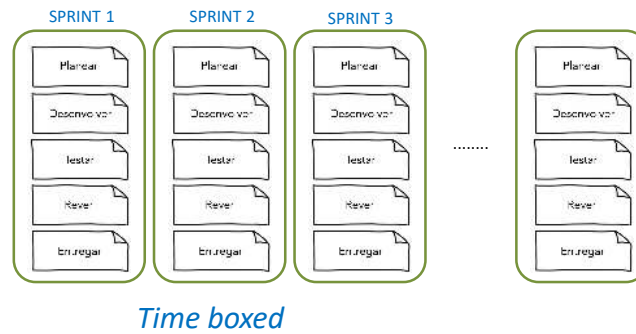 SPRINT 1
Planear
Desenvolver
Testar
Rever
Entregar
SPRINT 2
Planear
Desenvolver
Testar
Rever
Entregar
SPRINT 3
Planear
Desenvolver
Testar
Rever
Entregar
........
Planear
Desenvolver
Testar
Rever
Entregar
Time boxed